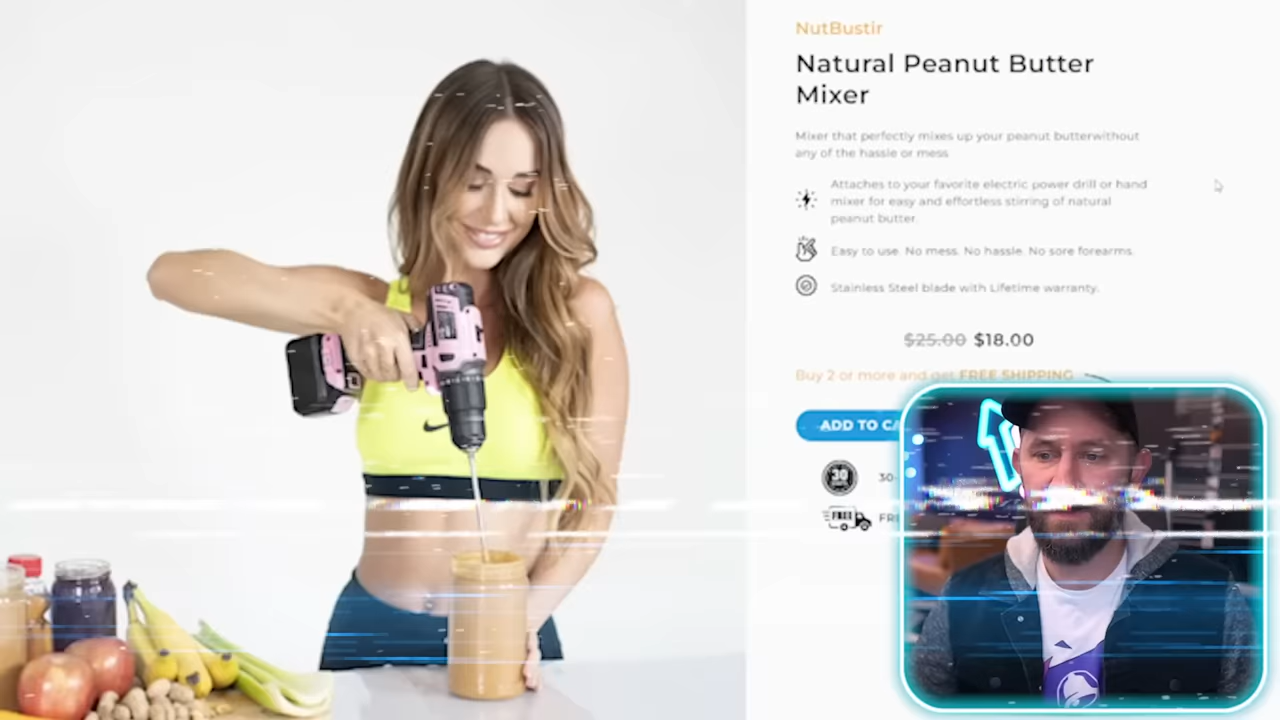 NutBustir
Natural Peanut Butter
Mixer
Mixer that perfectly mixes up your peanut butterwithout
any of the hassle or mess
Attaches to your favorite electric power drill or hand
mixer for easy and effortless stirring of natural
peanut butter.
Easy to use. No mess. No hassle. No sore forearms.
Stainless Steel blade with Lifetime warranty.
$25.00 $18.00
Buy 2 or more and get FREE SHIPPING
ADD TO CA
30
30-
FRE